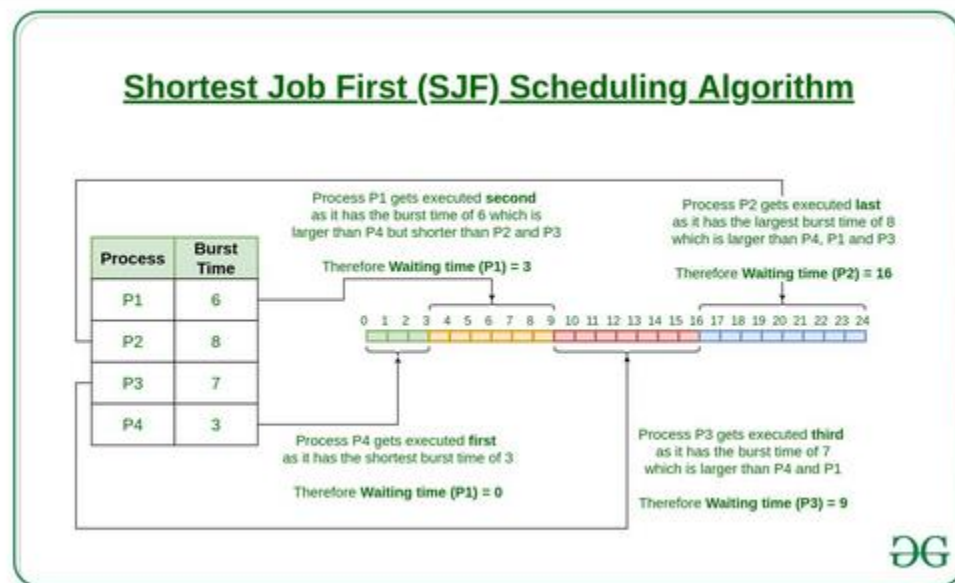 Shortest Job First (SJF) Scheduling Algorithm
Process P1 gets executed second
as it has the burst time of 6 which is
larger than P4 but shorter than P2 and P3
Therefore Waiting time (P1) = 3
Process P2 gets executed last
as it has the largest burst time of 8
which is larger than P4, P1 and P3
Therefore Waiting time (P2) = 16
Process Burst Time
P1 6
P2 8
P3 7
P4 3
0 1 2 3 4 5 6 7 8 9 10 11 12 13 14 15 16 17 18 19 20 21 22 23 24
Process P4 gets executed first
as it has the shortest burst time of 3
Therefore Waiting time (P1) = 0
Process P3 gets executed third
as it has the burst time of 7
which is larger than P4 and P1
Therefore Waiting time (P3) = 9